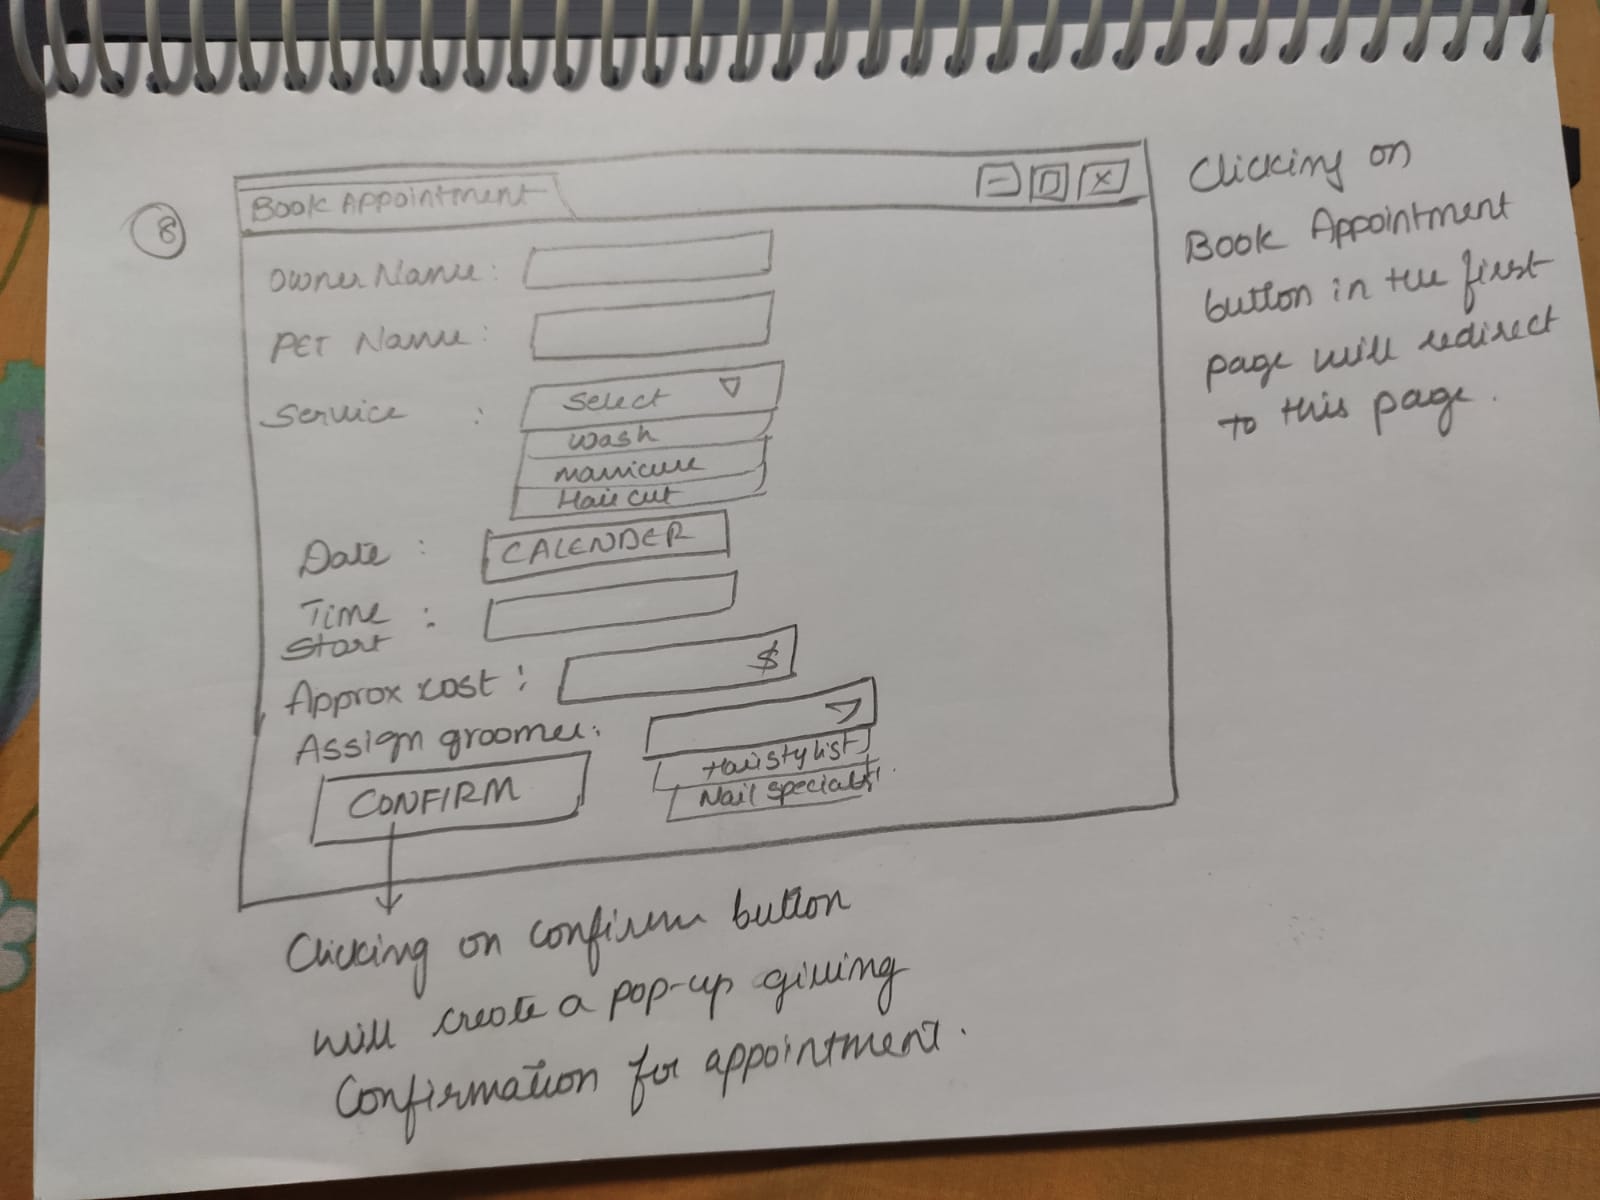 8
Book Appointment
Owner Name:
PET Name:
Service : Select
wash
manicure
Hair cut
Date : CALENDER
Time :
Start
Approx cost: $
Assign groomer:
Hairstylist
Nail specialist.
CONFIRM
Clicking on confirm button
will create a pop-up giving
Confirmation for appointment.
Clicking on
Book Appointment
button in the first
page will redirect
to this page.